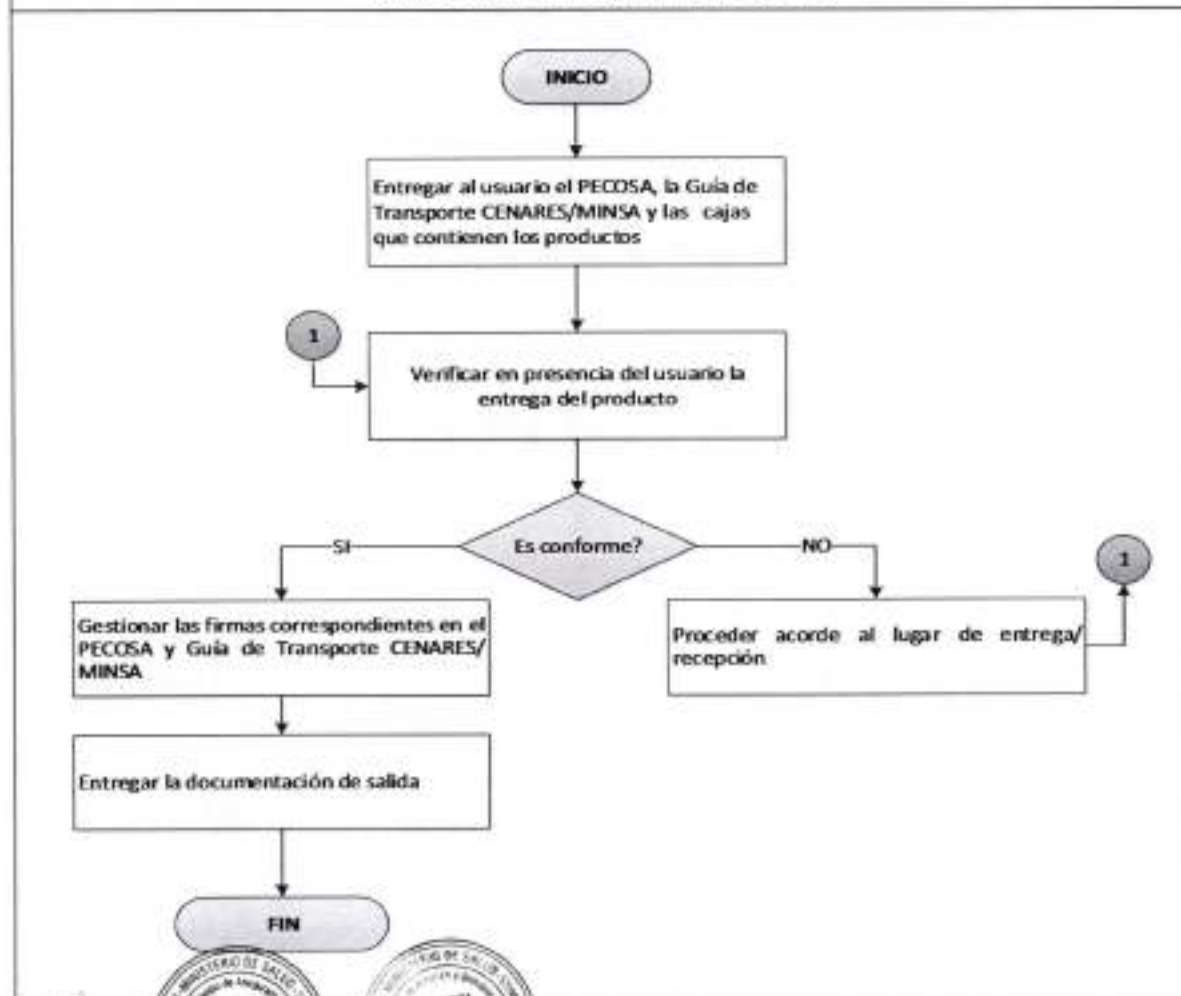 INICIO
Entregar al usuario el PECOSA, la Guía de
Transporte CENARES/MINSA y las cajas
que contienen los productos
1
Verificar en presencia del usuario la
entrega del producto
Es conforme?
SI
NO
1
Gestionar las firmas correspondientes en el
PECOSA y Guía de Transporte CENARES/
MINSA
Proceder acorde al lugar de entrega/
recepción
Entregar la documentación de salida
FIN
MINISTERIO DE SALUD